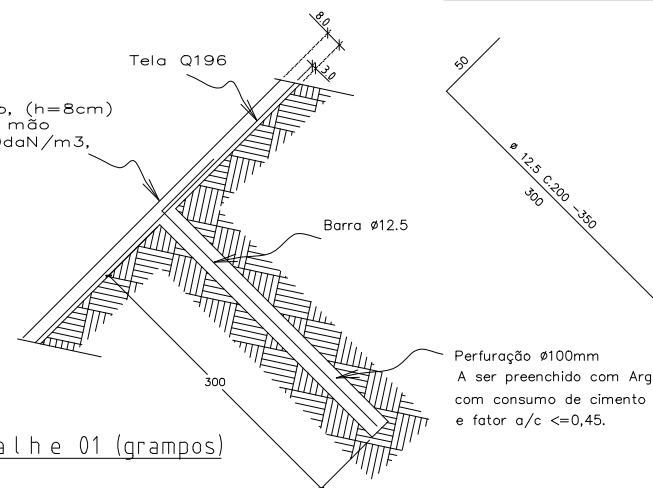 8.0
Tela Q196
3.0
50
, (h=8cm)
mão
daN/m3,
ø 12.5 C.200 -350
300
Barra ø12.5
Perfuração ø100mm
A ser preenchido com Arg
com consumo de cimento
e fator a/c <=0,45.
300
alhe 01 (grampos)